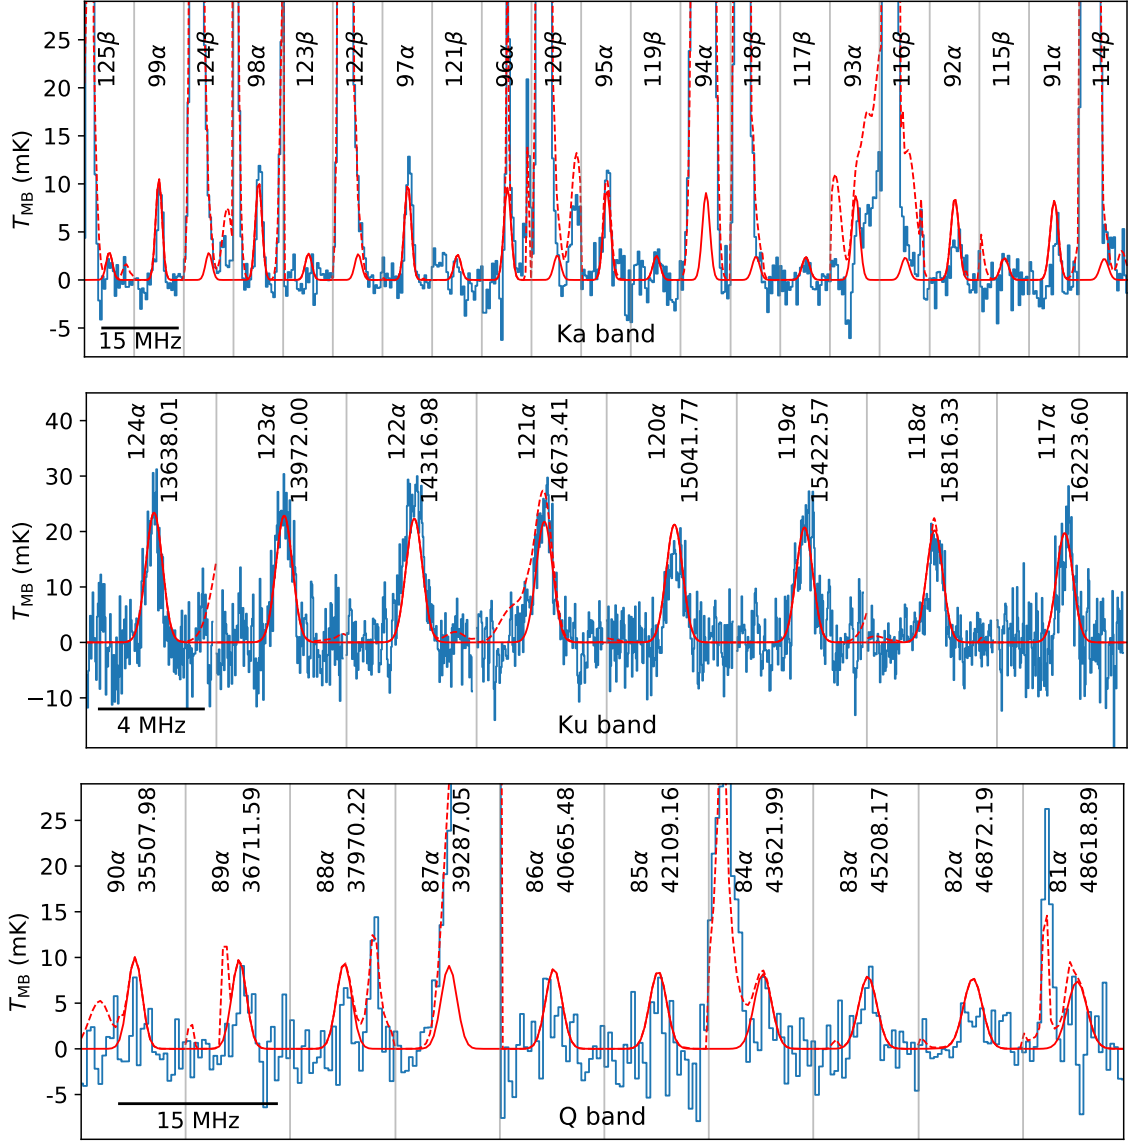 125β 99α 124β 98α 123β 122β 97α 121β 96α 120β 95α 119β 94α 118β 117β 93α 116β 92α 115β 91α 114β
25
20
15
10
5
0
-5
T_MB (mK)
15 MHz
Ka band
124α 13638.01
123α 13972.00
122α 14316.98
121α 14673.41
120α 15041.77
119α 15422.57
118α 15816.33
117α 16223.60
40
30
20
10
0
−10
T_MB (mK)
4 MHz
Ku band
90α 35507.98
89α 36711.59
88α 37970.22
87α 39287.05
86α 40665.48
85α 42109.16
84α 43621.99
83α 45208.17
82α 46872.19
81α 48618.89
25
20
15
10
5
0
-5
T_MB (mK)
15 MHz
Q band